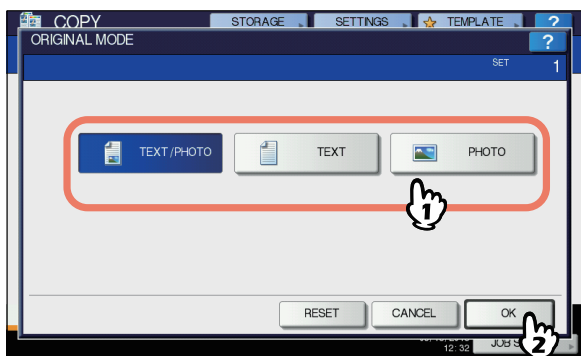 COPY STORAGE SETTINGS TEMPLATE ?
ORIGINAL MODE ?
SET 1
TEXT/PHOTO TEXT PHOTO
1
RESET CANCEL OK
2
12:32 JOB S